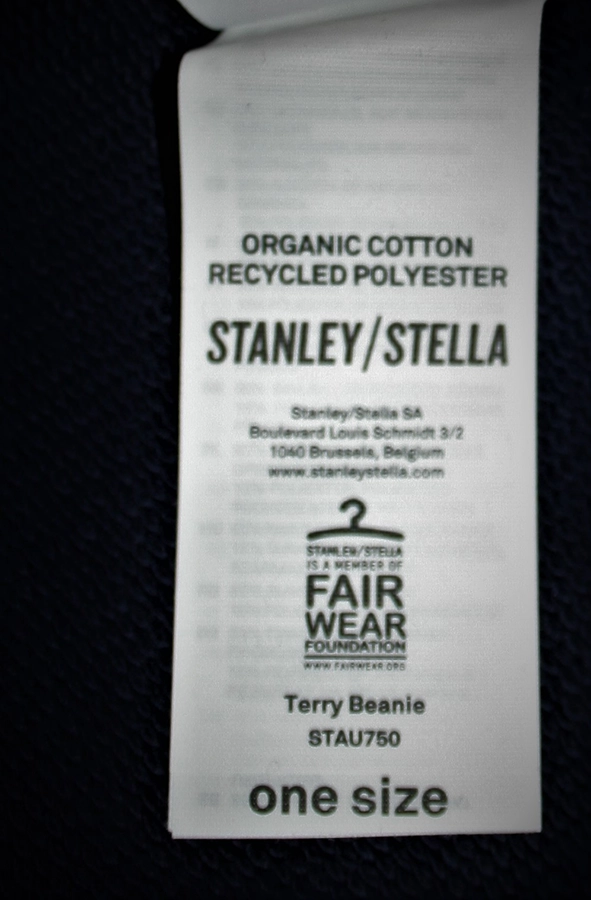 ORGANIC COTTON
RECYCLED POLYESTER
STANLEY/STELLA
Stanley/Stella SA
Boulevard Louis Schmidt 3/2
1040 Brussels, Belgium
www.stanleystella.com
STANLEY/STELLA
IS A MEMBER OF
FAIR
WEAR
FOUNDATION
WWW.FAIRWEAR.ORG
Terry Beanie
STAU750
one size